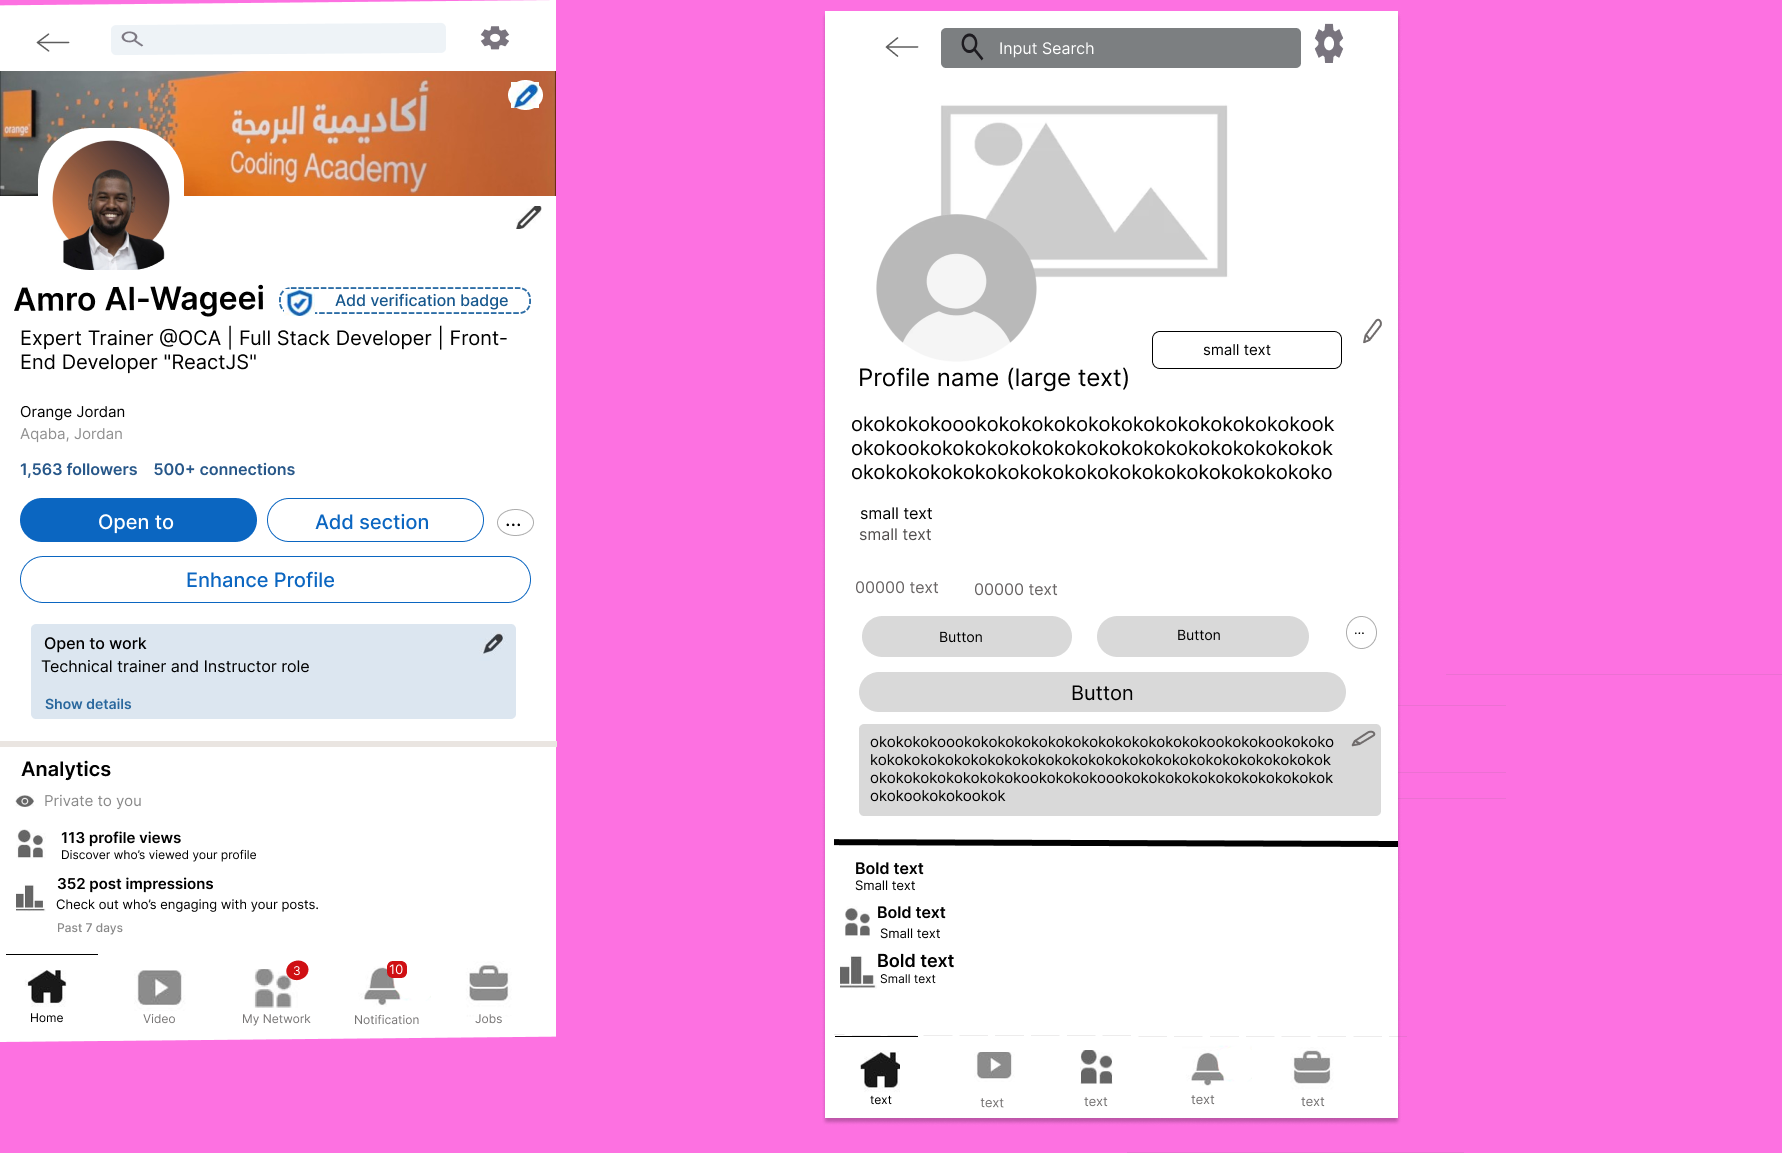 أكاديمية البرمجة
Coding Academy
orange
Amro Al-Wageei
Add verification badge
Expert Trainer @OCA | Full Stack Developer | Front-
End Developer "ReactJS"
Orange Jordan
Aqaba, Jordan
1,563 followers 500+ connections
Open to
Add section
...
Enhance Profile
Open to work
Technical trainer and Instructor role
Show details
Analytics
Private to you
113 profile views
Discover who's viewed your profile
352 post impressions
Check out who's engaging with your posts.
Past 7 days
3
10
Home
Video
My Network
Notification
Jobs
Input Search
small text
Profile name (large text)
okokokokoookokokokokokokokokokokokokokook
okokookokokokokokokokokokokokokokokokokok
okokokokokokokokokokokokokokokokokokokoko
small text
small text
00000 text
00000 text
Button
Button
...
Button
okokokokoookokokokokokokokokokokokokookokokookokoko
kokokokokokokokokokokokokokokokokokokokokokokokokok
okokokokokokokokookokokokoookokokokokokokokokokokok
okokookokokookok
Bold text
Small text
Bold text
Small text
Bold text
Small text
text
text
text
text
text